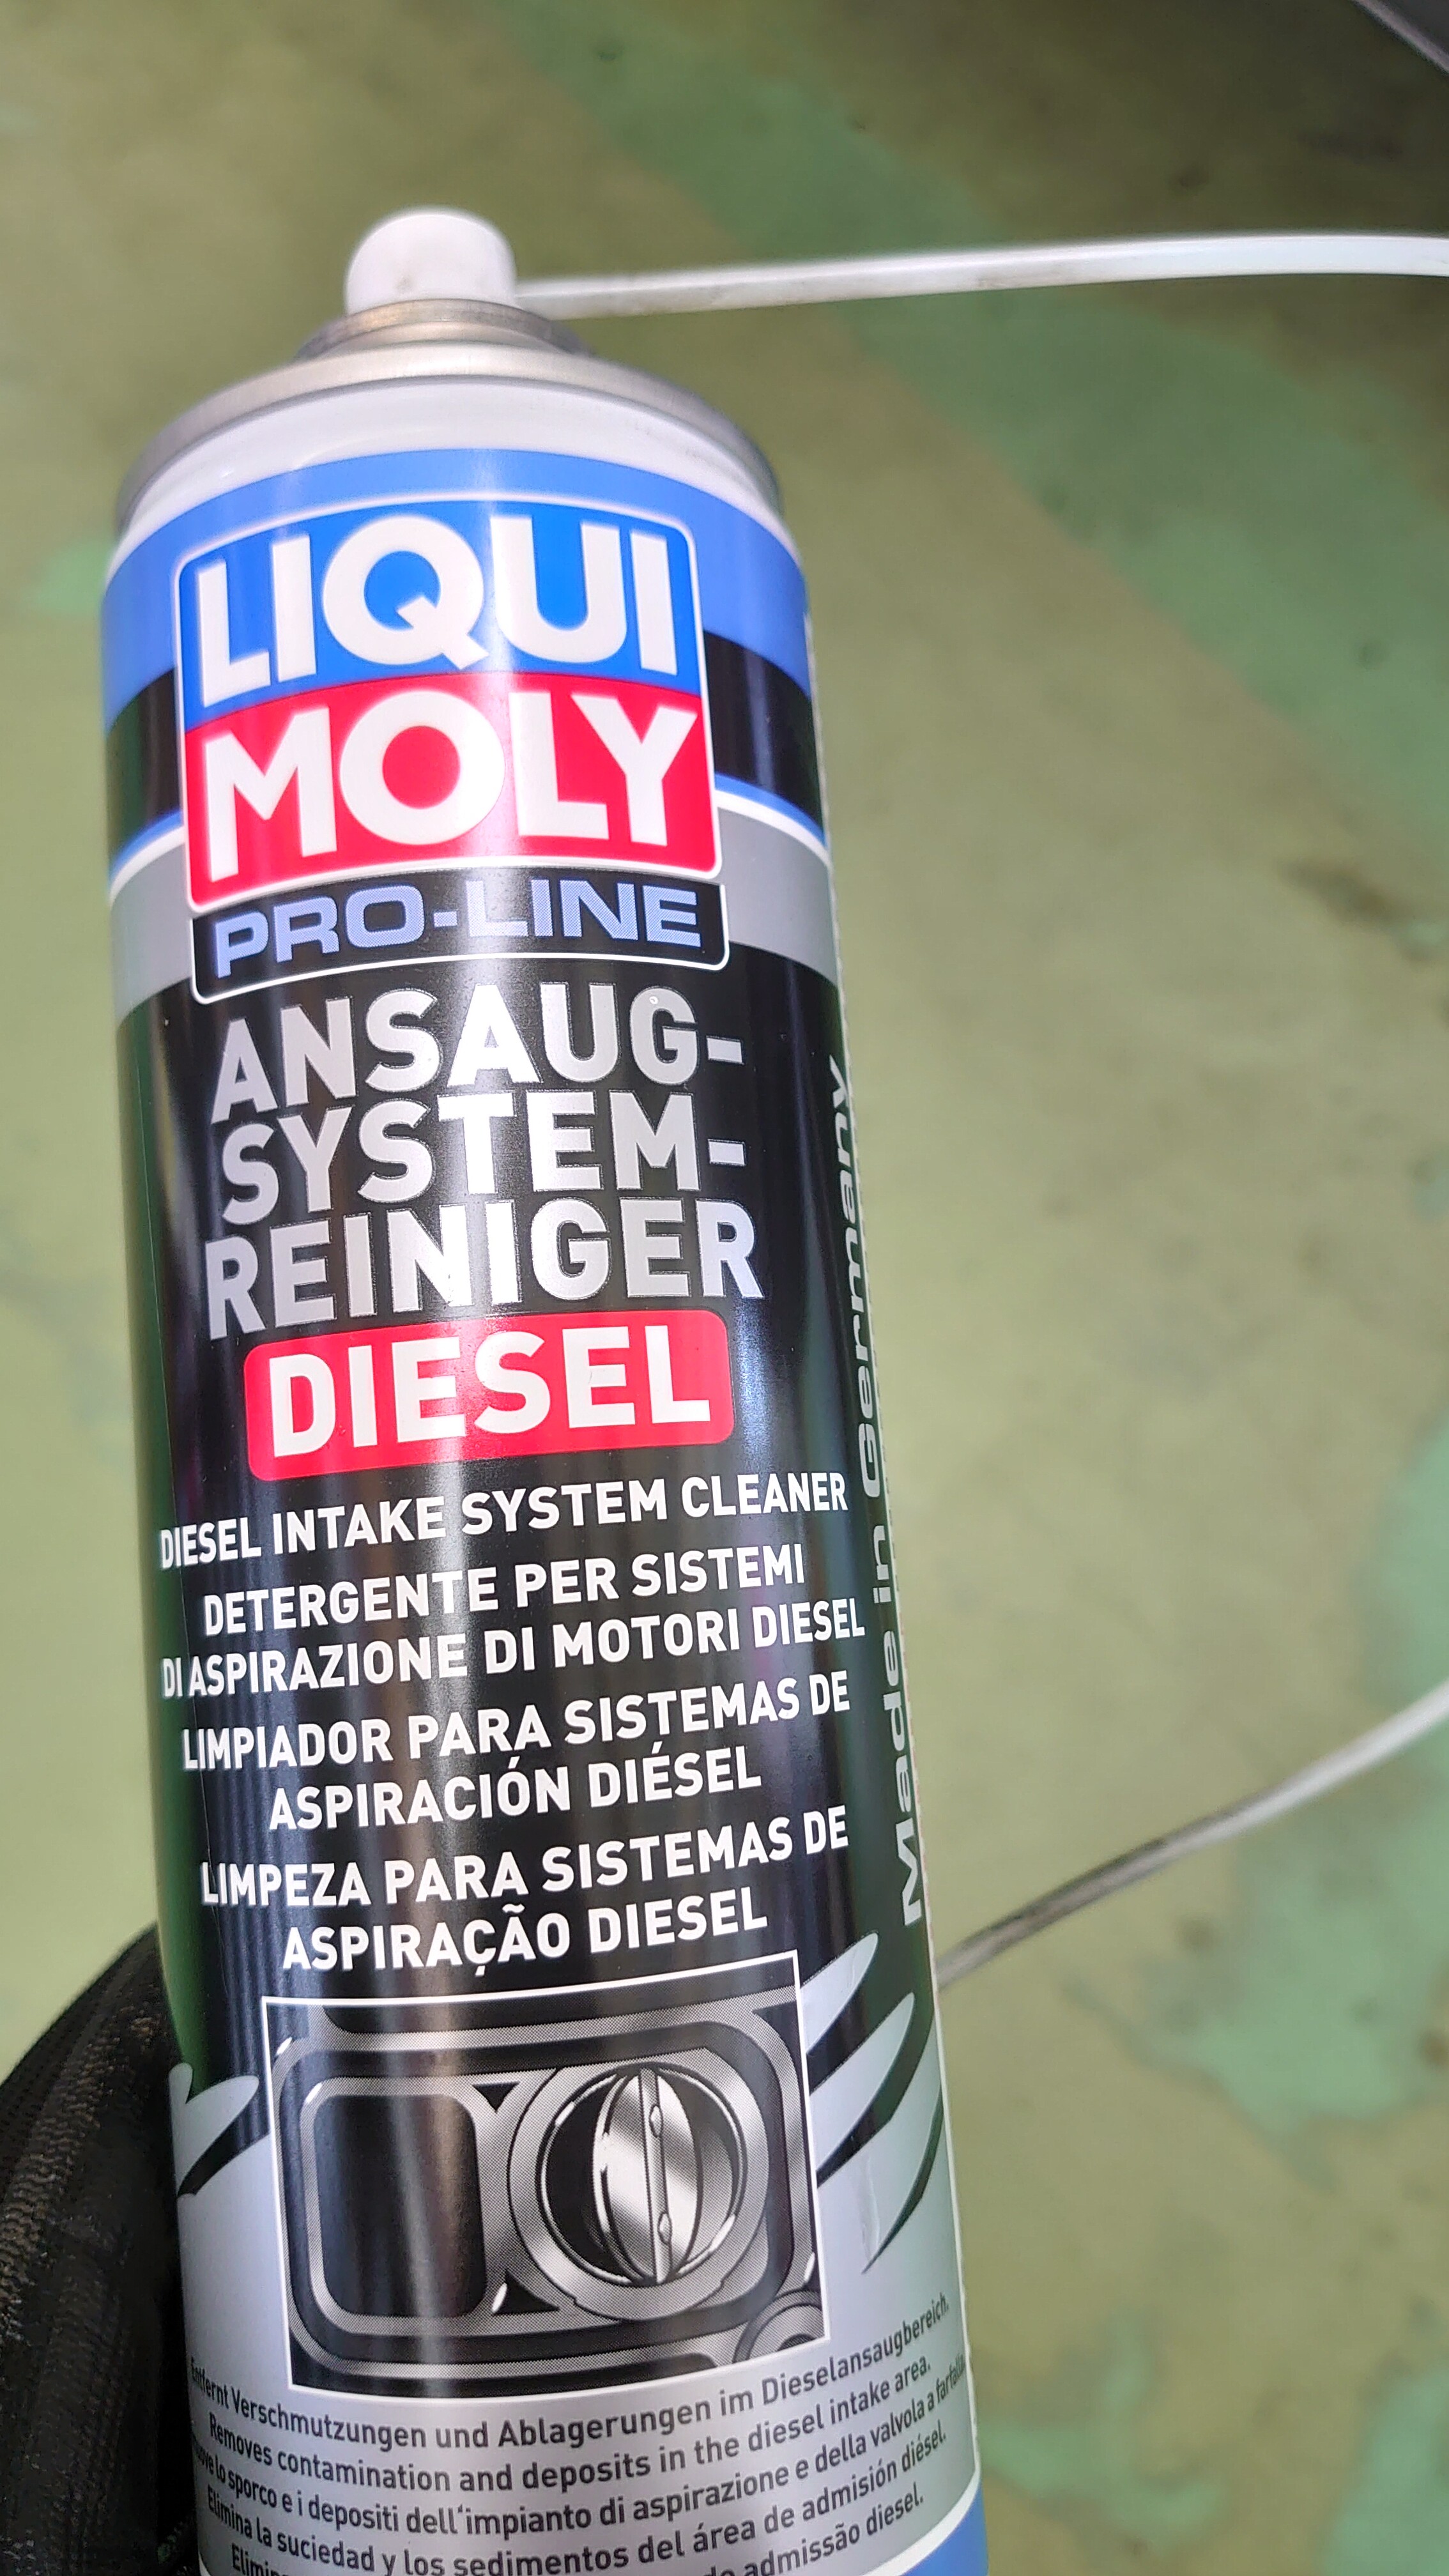 LIQUI
MOLY
PRO-LINE
ANSAUG-
SYSTEM-
REINIGER
DIESEL
DIESEL INTAKE SYSTEM CLEANER
DETERGENTE PER SISTEMI
DI ASPIRAZIONE DI MOTORI DIESEL
LIMPIADOR PARA SISTEMAS DE
ASPIRACIÓN DIÉSEL
LIMPEZA PARA SISTEMAS DE
ASPIRAÇÃO DIESEL
Made in Germany
Entfernt Verschmutzungen und Ablagerungen im Dieselansaugbereich.
Removes contamination and deposits in the diesel intake area.
lo sporco e i depositi dell'impianto di aspirazione e della valvola a farfalla
Elimina la suciedad y los sedimentos del área de admisión diésel.
admissão diesel.